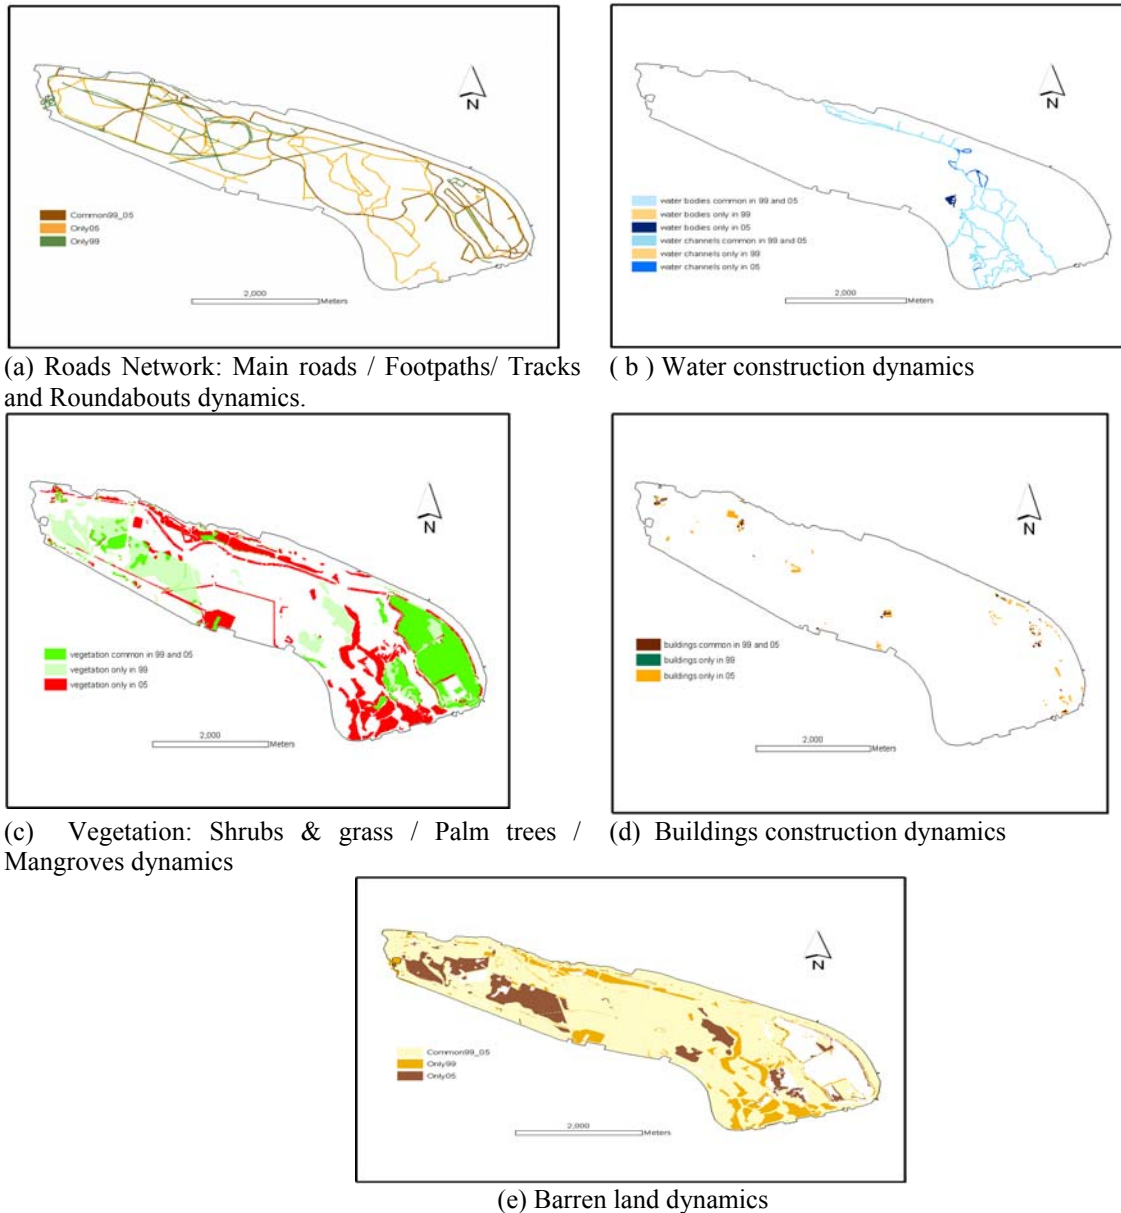 N
Common99_05
Only05
Only99
2,000
Meters
N
water bodies common in 99 and 05
water bodies only in 99
water bodies only in 05
water channels common in 99 and 05
water channels only in 99
water channels only in 05
2,000
Meters
(a) Roads Network: Main roads / Footpaths/ Tracks
and Roundabouts dynamics.
( b ) Water construction dynamics
N
vegetation common in 99 and 05
vegetation only in 99
vegetation only in 05
2,000
Meters
N
buildings common in 99 and 05
buildings only in 99
buildings only in 05
2,000
Meters
(c) Vegetation: Shrubs & grass / Palm trees /
Mangroves dynamics
(d) Buildings construction dynamics
N
Common99_05
Only99
Only05
2,000
Meters
(e) Barren land dynamics